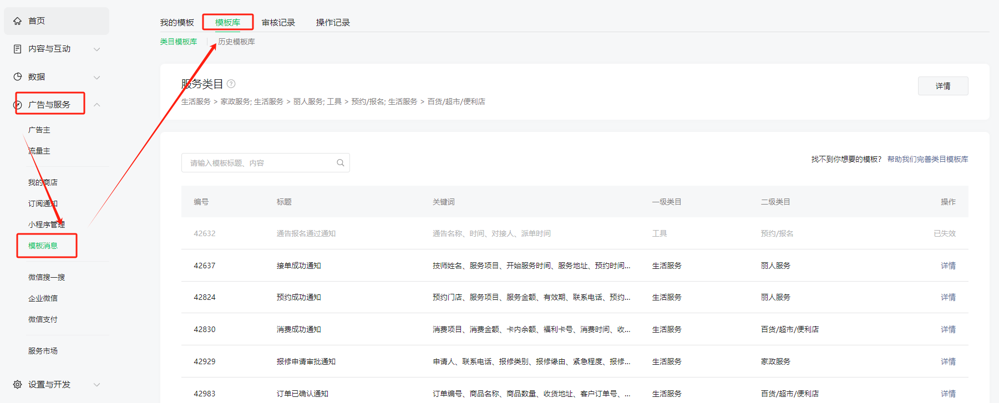 首页
内容与互动
数据
广告与服务
广告主
流量主
我的商店
订阅通知
小程序管理
模板消息
微信搜一搜
企业微信
微信支付
服务市场
设置与开发
我的模板 模板库 审核记录 操作记录
类目模板库 历史模板库
服务类目 ?
详情
生活服务 > 家政服务; 生活服务 > 丽人服务; 工具 > 预约/报名; 生活服务 > 百货/超市/便利店
请输入模板标题、内容
找不到你想要的模板? 帮助我们完善类目模板库
编号 标题 关键词 一级类目 二级类目 操作
42632 通告报名通过通知 通告名称、时间、对接人、派单时间 工具 预约/报名 已失效
42637 接单成功通知 技师姓名、服务项目、开始服务时间、服务地址、预约时间... 生活服务 丽人服务 详情
42824 预约成功通知 预约门店、服务项目、服务金额、有效期、联系电话、预约... 生活服务 丽人服务 详情
42830 消费成功通知 消费项目、消费金额、卡内余额、福利卡号、消费时间、收... 生活服务 百货/超市/便利店 详情
42929 报修申请审批通知 申请人、联系电话、报修类别、报修缘由、紧急程度、报修... 生活服务 家政服务 详情
42983 订单已确认通知 订单编号、商品名称、商品数量、收货地址、客户订单号、... 生活服务 百货/超市/便利店 详情